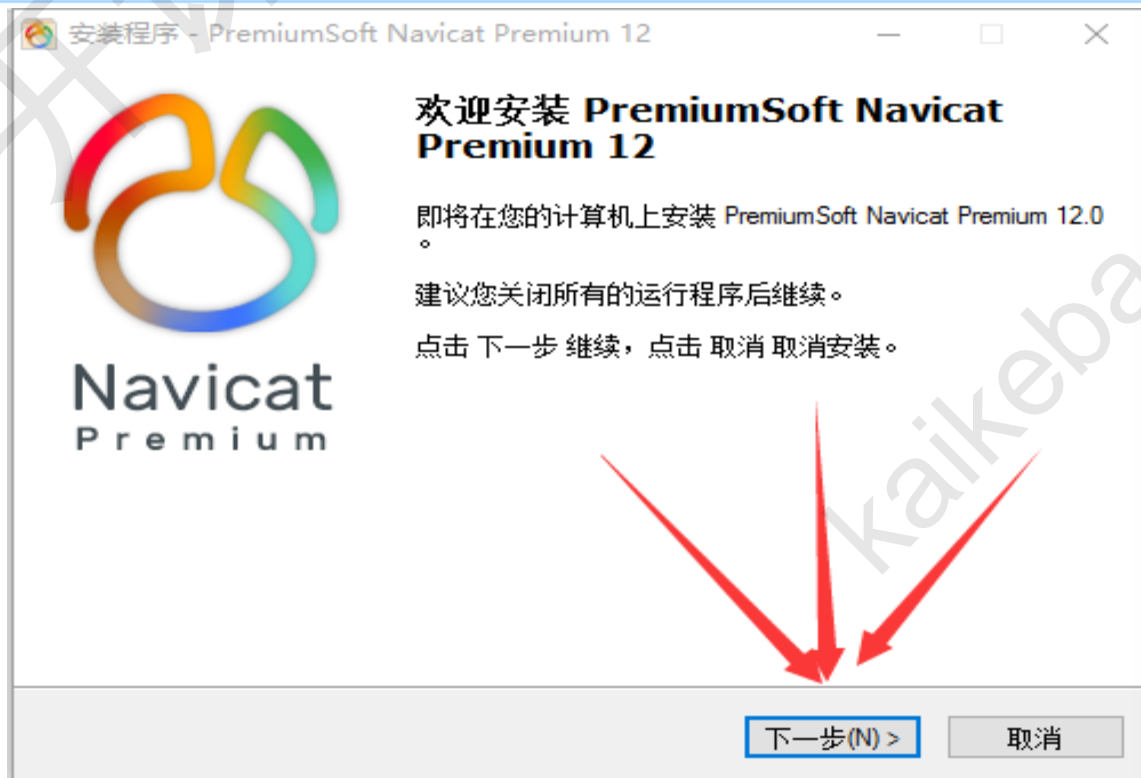 安装程序 - PremiumSoft Navicat Premium 12
欢迎安装 PremiumSoft Navicat
Premium 12
即将在您的计算机上安装 PremiumSoft Navicat Premium 12.0
。
建议您关闭所有的运行程序后继续。
点击 下一步 继续，点击 取消 取消安装。
Navicat
Premium
kaikeba
下一步(N) >
取消